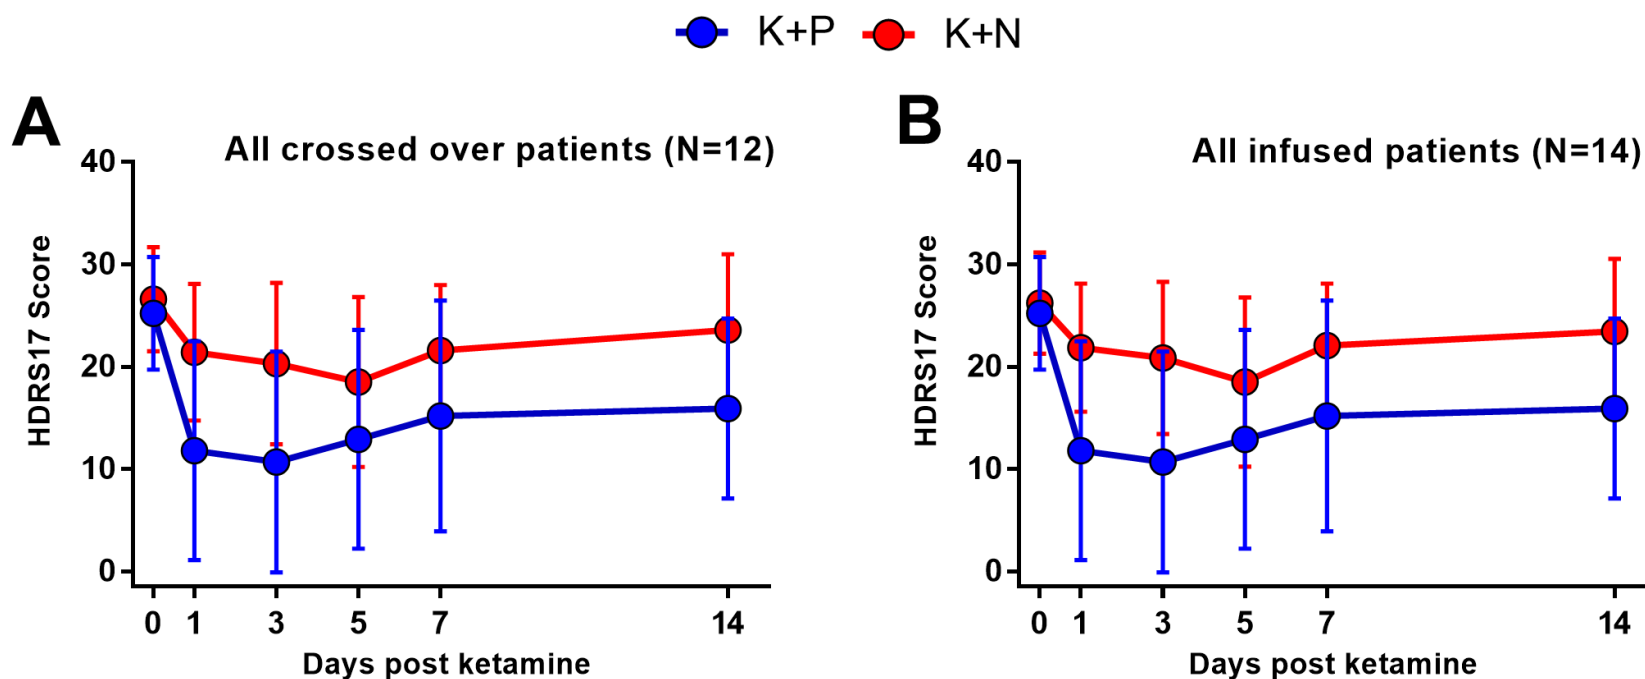 K+P K+N
A
All crossed over patients (N=12)
HDRS17 Score
40
30
20
10
0
0 1 3 5 7 14
Days post ketamine
B
All infused patients (N=14)
HDRS17 Score
40
30
20
10
0
0 1 3 5 7 14
Days post ketamine